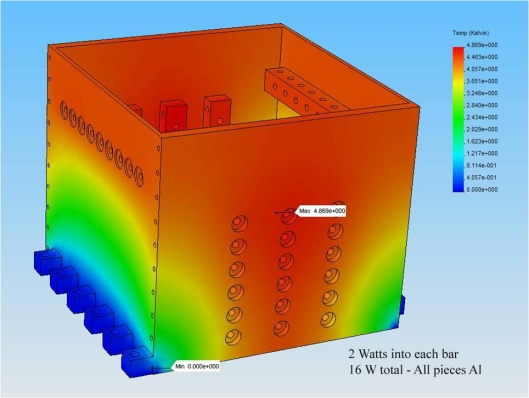 Temp (Kelvin)
4.869e+000
4.463e+000
4.057e+000
3.651e+000
3.246e+000
2.840e+000
2.434e+000
2.029e+000
1.623e+000
1.217e+000
8.114e-001
4.057e-001
0.000e+000
Max: 4.869e+000
Min: 0.000e+000
2 Watts into each bar
16 W total - All pieces Al